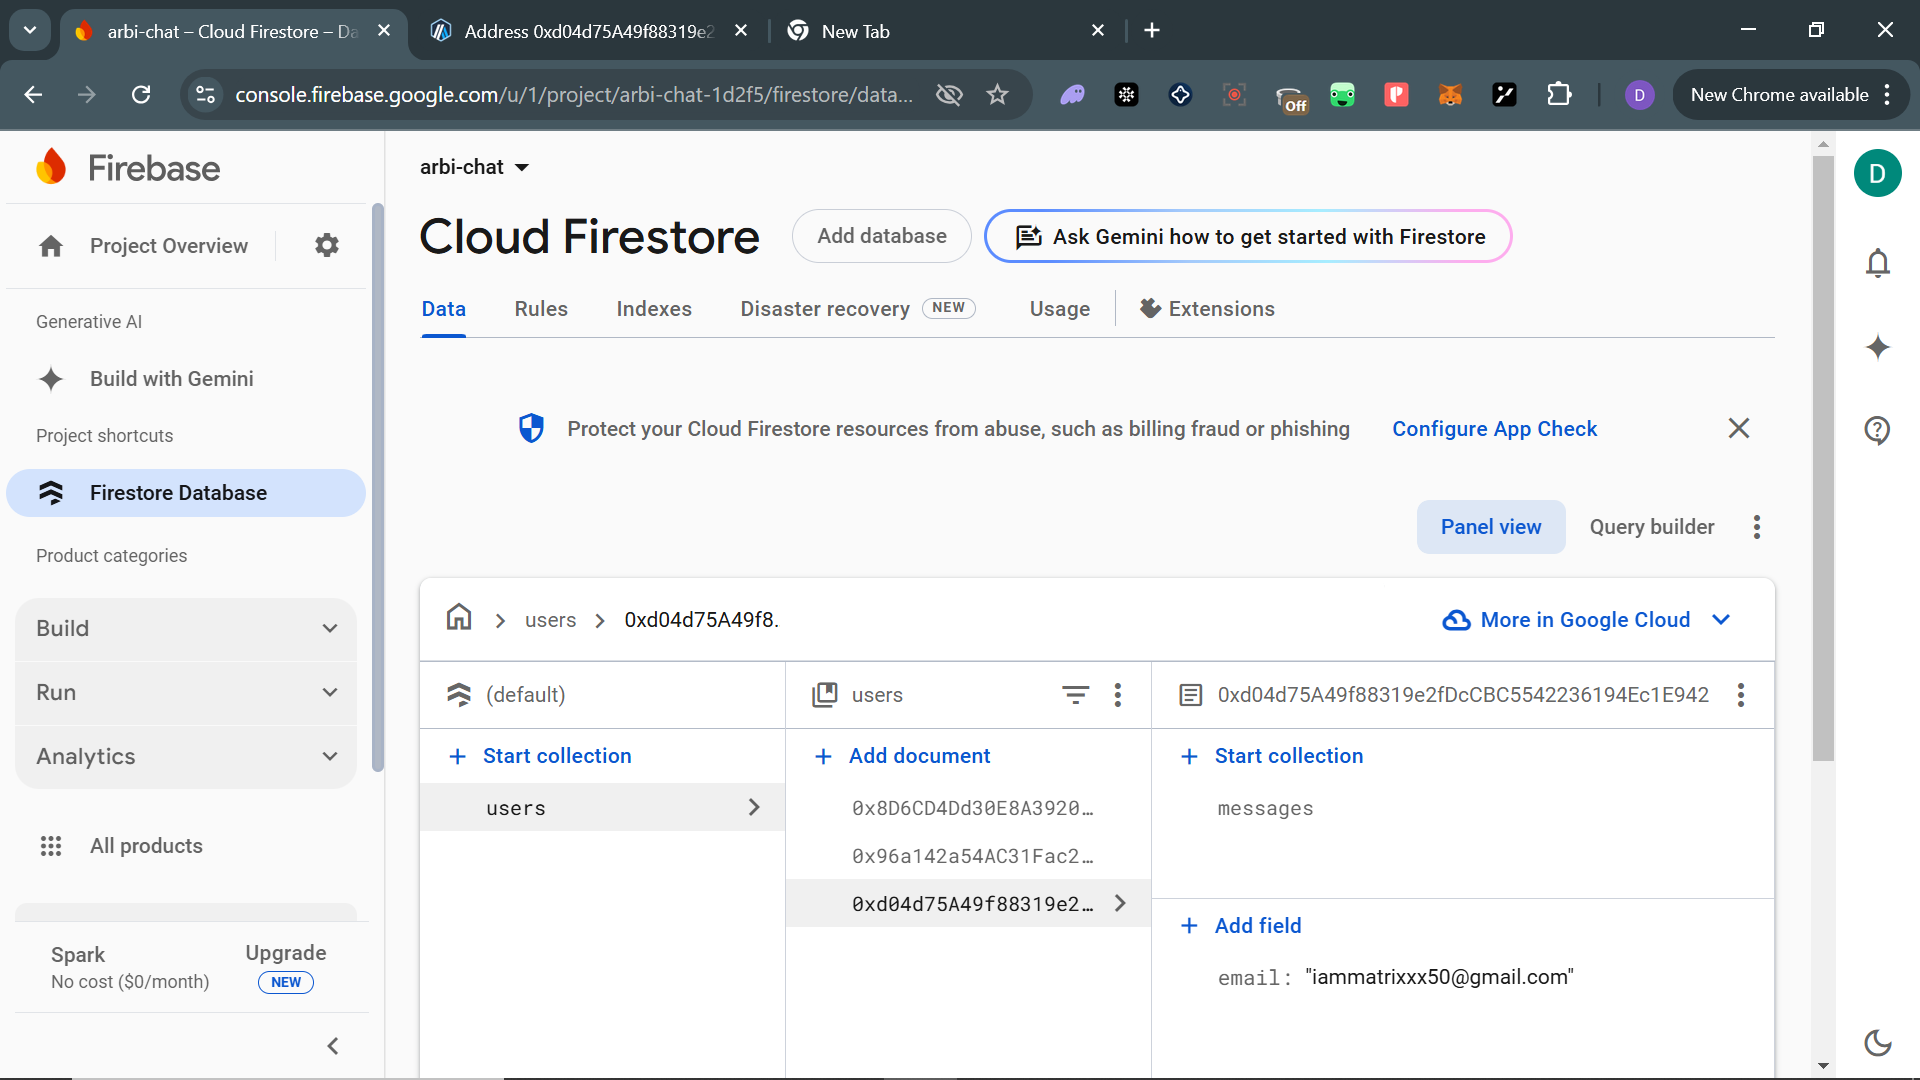 arbi-chat – Cloud Firestore – Da
Address 0xd04d75A49f88319e2
New Tab
console.firebase.google.com/u/1/project/arbi-chat-1d2f5/firestore/data...
Off
D
New Chrome available
Firebase
Project Overview
Generative AI
Build with Gemini
Project shortcuts
Firestore Database
Product categories
Build
Run
Analytics
All products
Spark
No cost ($0/month)
Upgrade
NEW
arbi-chat
Cloud Firestore
Add database
Ask Gemini how to get started with Firestore
Data
Rules
Indexes
Disaster recovery NEW
Usage
Extensions
Protect your Cloud Firestore resources from abuse, such as billing fraud or phishing
Configure App Check
Panel view
Query builder
users
0xd04d75A49f8.
More in Google Cloud
(default)
Start collection
users
users
Add document
0x8D6CD4Dd30E8A3920…
0x96a142a54AC31Fac2…
0xd04d75A49f88319e2…
0xd04d75A49f88319e2fDcCBC5542236194Ec1E942
Start collection
messages
Add field
email: "iammatrixxx50@gmail.com"
D